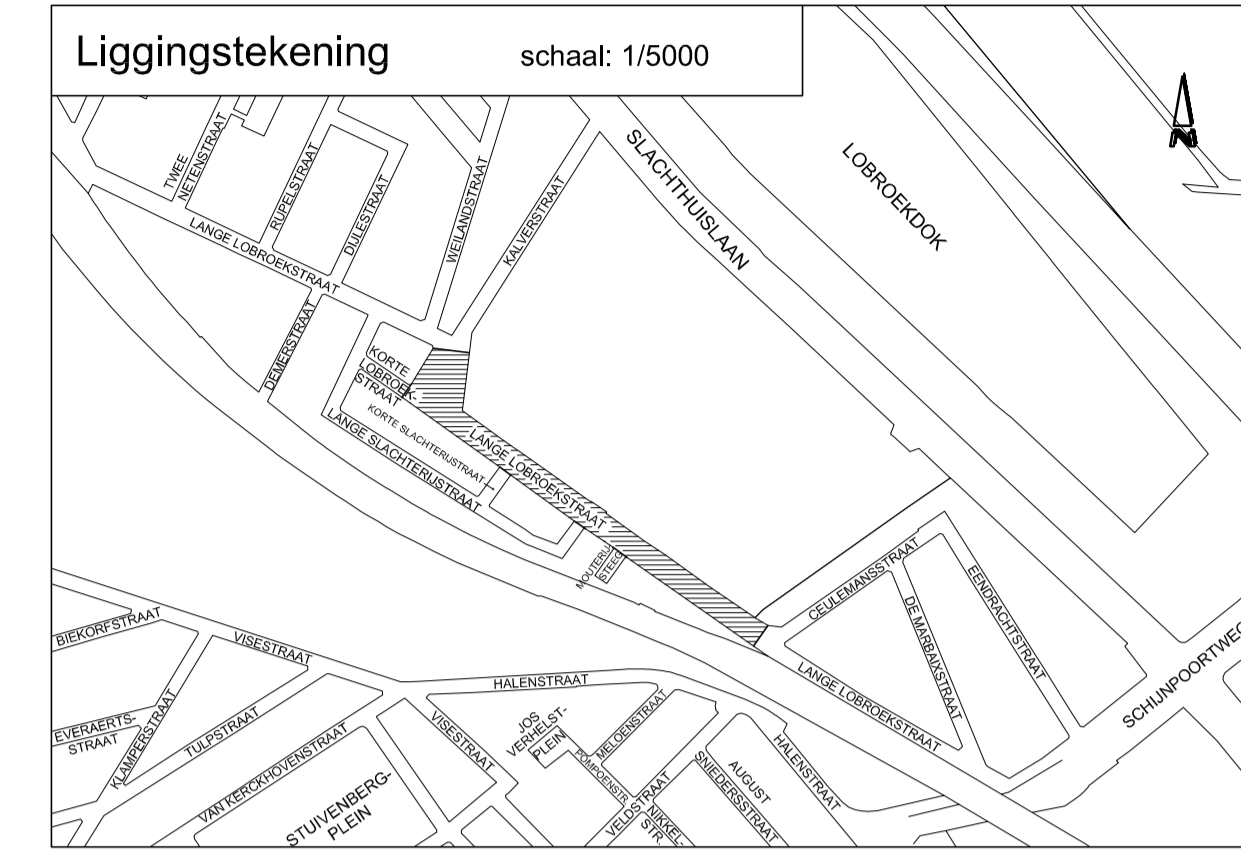 Liggingstekening
schaal: 1/5000
N
TWEE
NETENSTRAAT
RUPELSTRAAT
DIJLESTRAAT
WEILANDSTRAAT
KALVERSTRAAT
SLACHTHUISLAAN
LOBROEKDOK
LANGE LOBROEKSTRAAT
DEMERSTRAAT
KORTE
LOBROEK-
STRAAT
KORTE SLACHTERIJSTRAAT
LANGE SLACHTERIJSTRAAT
LANGE LOBROEKSTRAAT
MOUTERIJ-
STEEG
CEULEMANSSTRAAT
DE MARBAIXSTRAAT
EENDRACHTSTRAAT
LANGE LOBROEKSTRAAT
SCHIJNPOORTWEG
BIEKORFSTRAAT
VISESTRAAT
HALENSTRAAT
EVERAERTS-
STRAAT
KLAMPERSTRAAT
TULPSTRAAT
VAN KERCKHOVENSTRAAT
STUIVENBERG-
PLEIN
VISESTRAAT
JOS
VERHELST-
PLEIN
POMPOENSTR.
MELOENSTRAAT
VELDSTRAAT
NIKKEL-
STR.
AUGUST
SNIEDERSSTRAAT
HALENSTRAAT